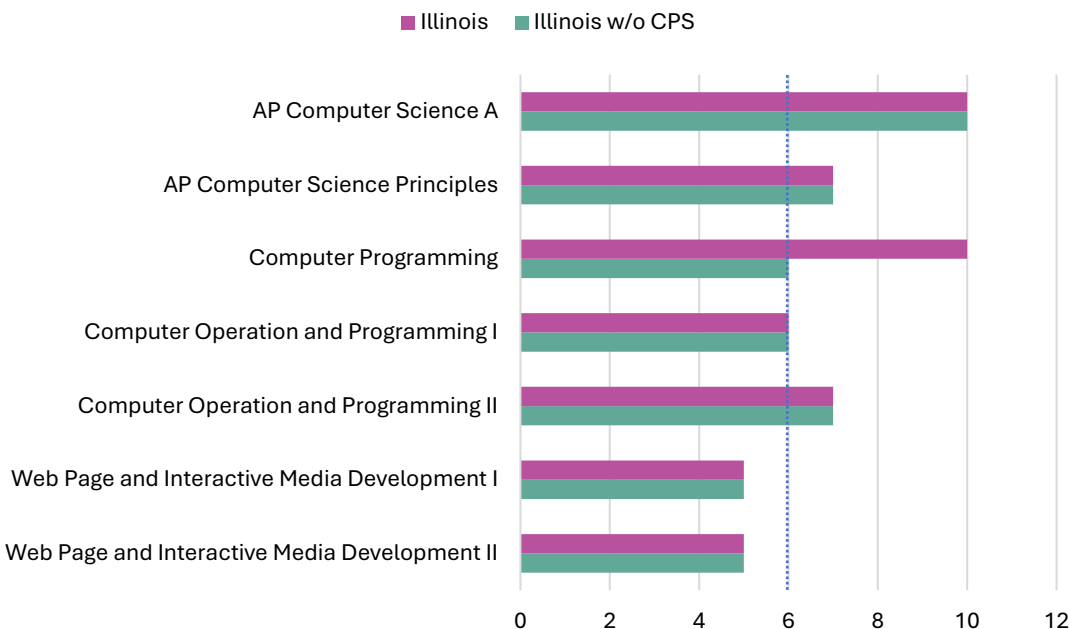 Illinois Illinois w/o CPS
AP Computer Science A
AP Computer Science Principles
Computer Programming
Computer Operation and Programming I
Computer Operation and Programming II
Web Page and Interactive Media Development I
Web Page and Interactive Media Development II
0 2 4 6 8 10 12